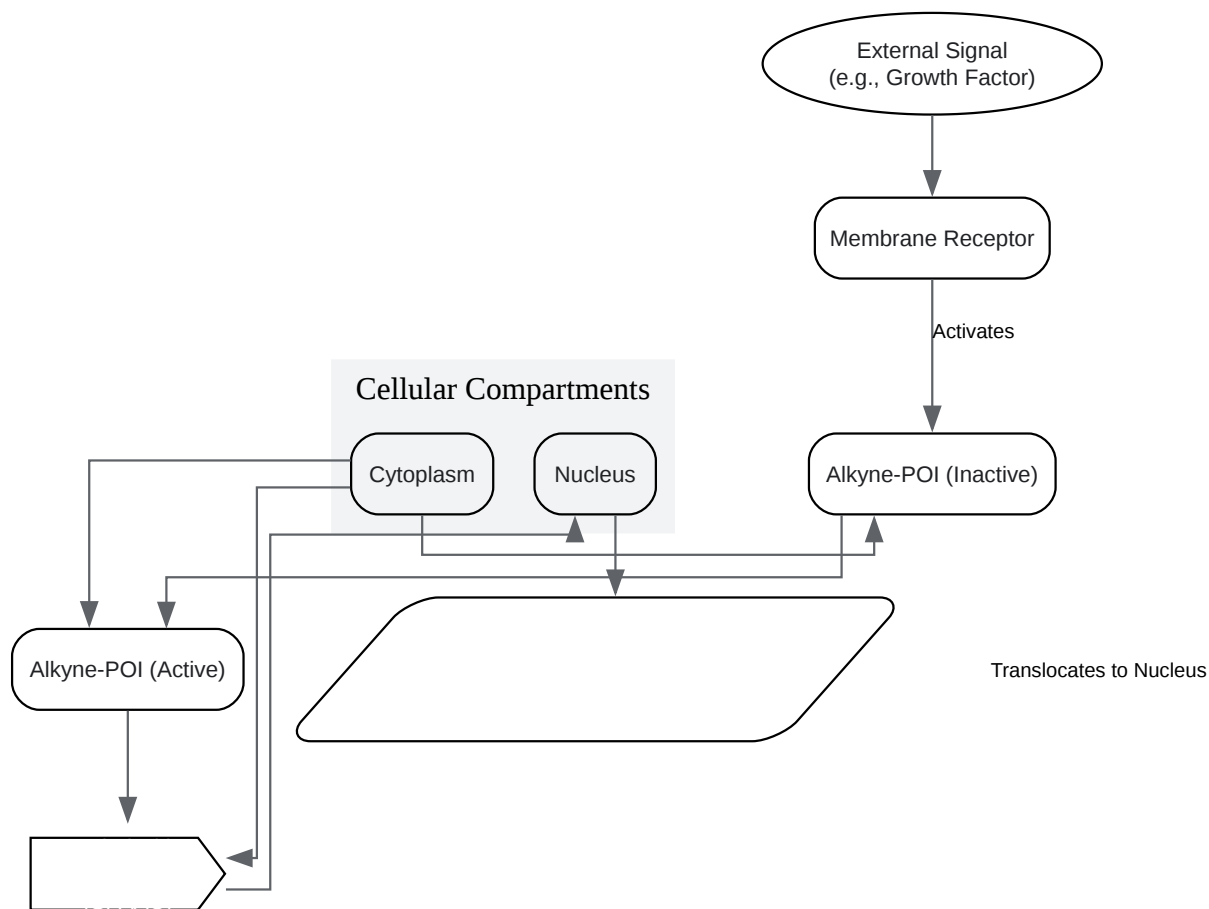 External Signal
(e.g., Growth Factor)
Membrane Receptor
Activates
Cellular Compartments
Cytoplasm
Nucleus
Alkyne-POI (Inactive)
Alkyne-POI (Active)
Translocates to Nucleus